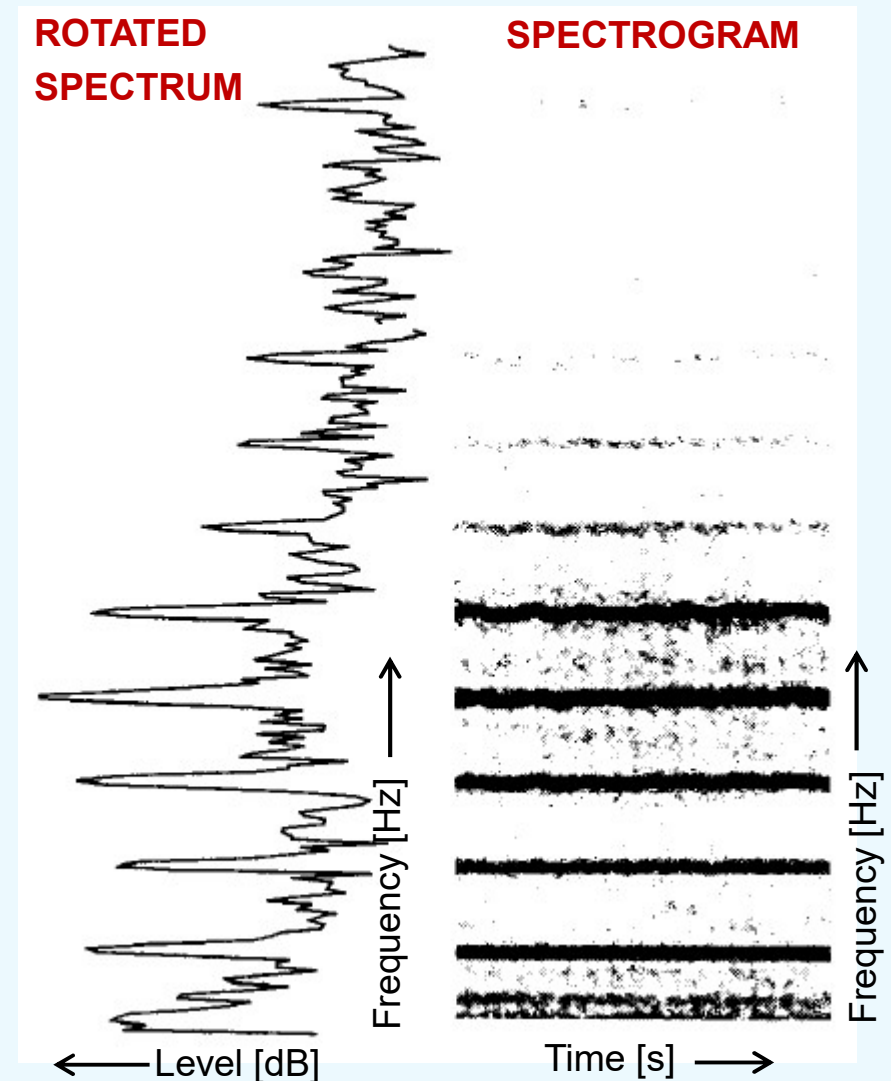 ROTATED
SPECTRUM
SPECTROGRAM
Frequency [Hz]
Frequency [Hz]
Level [dB]
Time [s]